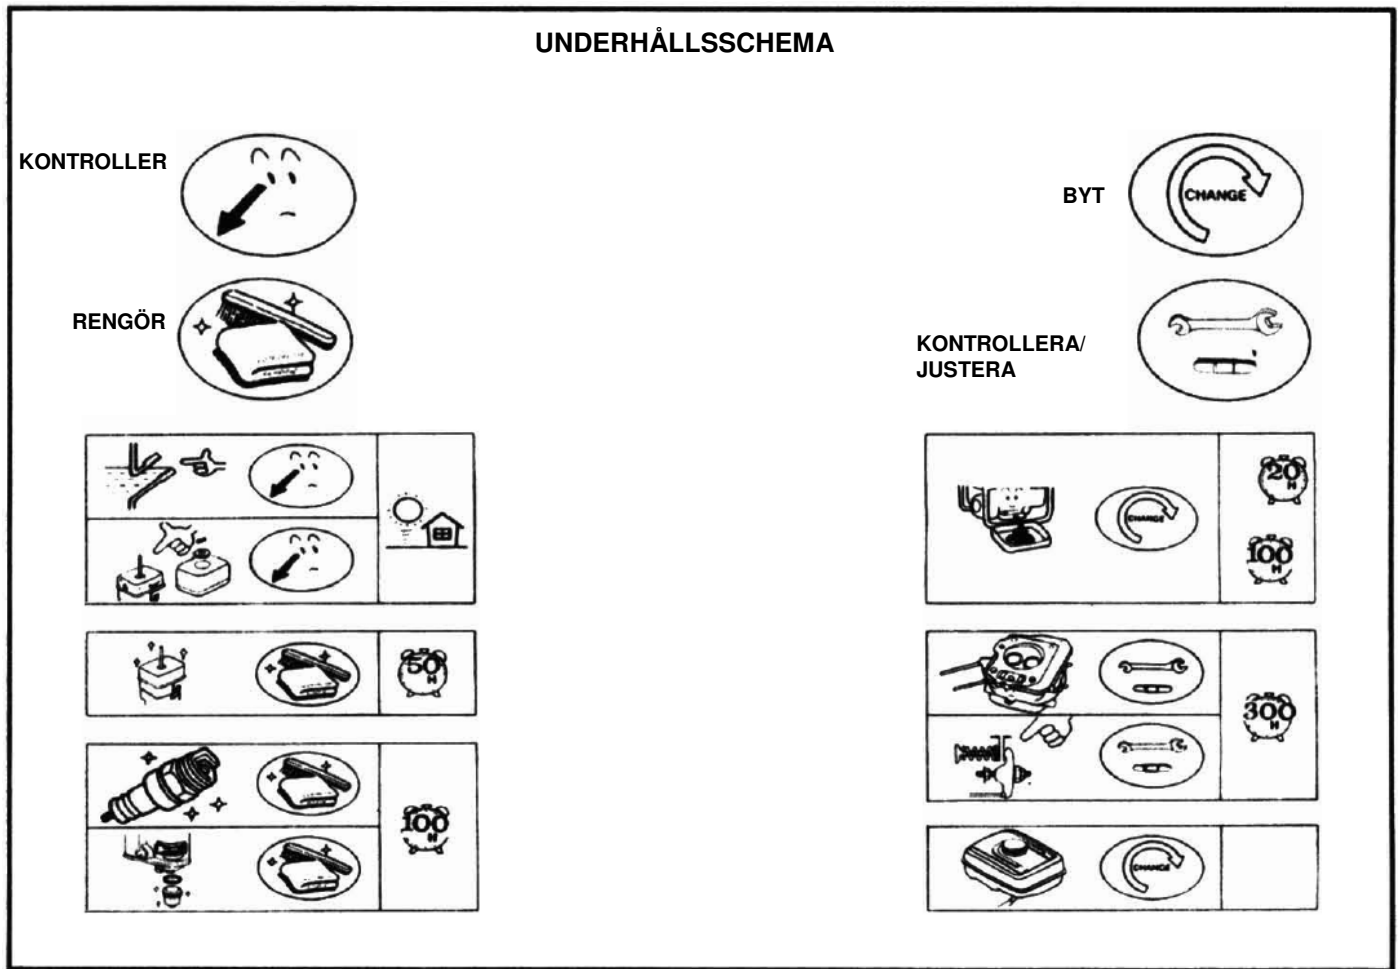 UNDERHÅLLSSCHEMA
KONTROLLER
BYT
CHANGE
RENGÖR
KONTROLLERA/
JUSTERA
20
H
CHANGE
100
H
50
H
300
H
100
H
CHANGE